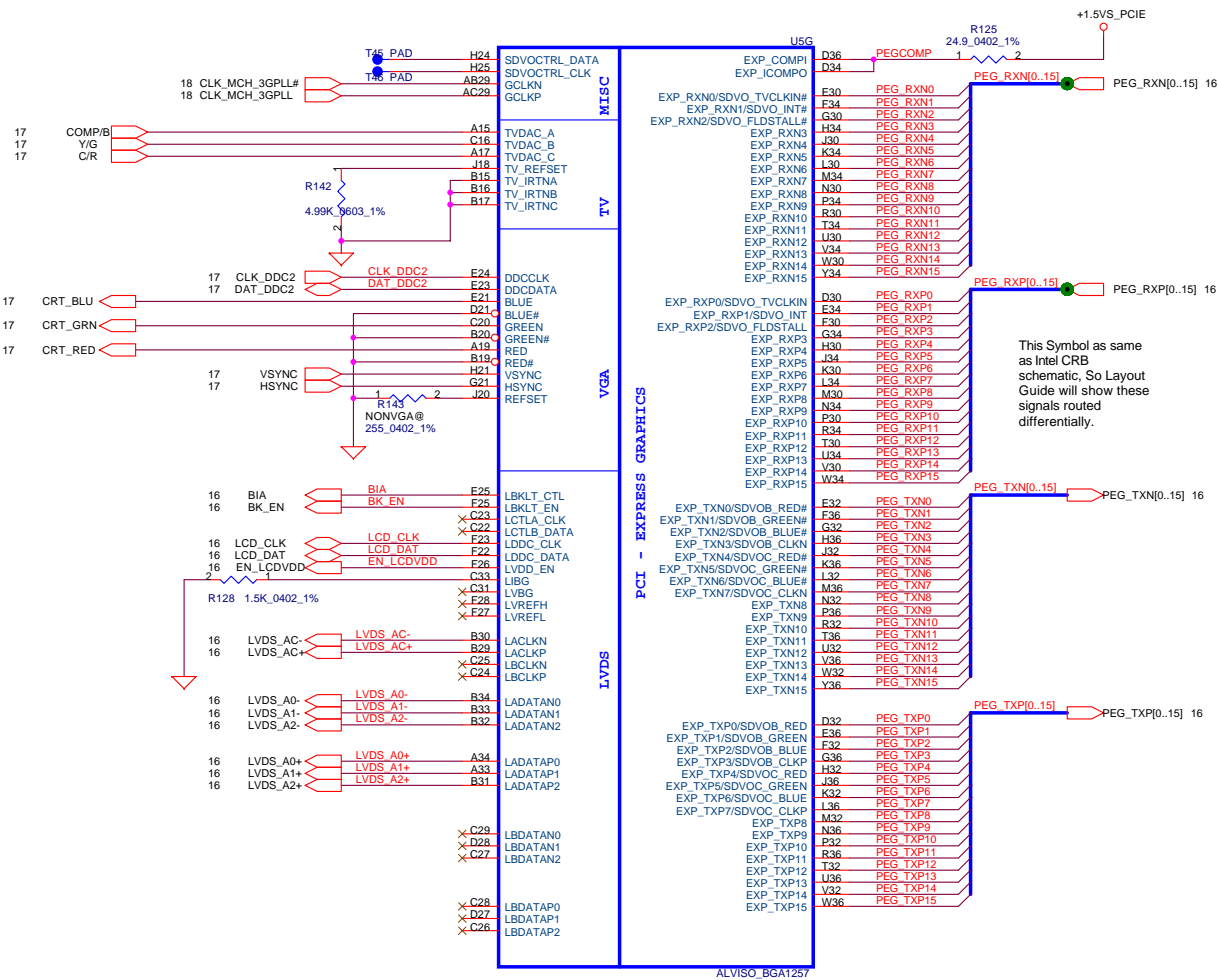 +1.5VS_PCIE
R125
24.9_0402_1%
1 2
U5G
T45 PAD
H24 SDVOCTRL_DATA
H25 SDVOCTRL_CLK
AB29 GCLKN
AC29 GCLKP
18 CLK_MCH_3GPLL#
18 CLK_MCH_3GPLL
MISC
17 COMP/B A15 TVDAC_A
17 Y/G C16 TVDAC_B
17 C/R A17 TVDAC_C
J18 TV_REFSET
B15 TV_IRTNA
B16 TV_IRTNB
B17 TV_IRTNC
1
R142
4.99K_0603_1%
2
TV
17 CLK_DDC2 CLK_DDC2 E24 DDCCLK
17 DAT_DDC2 DAT_DDC2 E23 DDCDATA
17 CRT_BLU E21 BLUE
D21 BLUE#
17 CRT_GRN C20 GREEN
B20 GREEN#
17 CRT_RED A19 RED
B19 RED#
17 VSYNC H21 VSYNC
17 HSYNC G21 HSYNC
J20 REFSET
1 2
R143
NONVGA@
255_0402_1%
VGA
16 BIA BIA E25 LBKLT_CTL
16 BK_EN BK_EN F25 LBKLT_EN
C23 LCTLA_CLK
C22 LCTLB_DATA
16 LCD_CLK LCD_CLK F23 LDDC_CLK
16 LCD_DAT LCD_DAT F22 LDDC_DATA
16 EN_LCDVDD EN_LCDVDD F26 LVDD_EN
2 1 C33 LIBG
R128 1.5K_0402_1%
C31 LVBG
F28 LVREFH
F27 LVREFL
16 LVDS_AC- LVDS_AC- B30 LACLKN
16 LVDS_AC+ LVDS_AC+ B29 LACLKP
C25 LBCLKN
C24 LBCLKP
LVDS
16 LVDS_A0- LVDS_A0- B34 LADATAN0
16 LVDS_A1- LVDS_A1- B33 LADATAN1
16 LVDS_A2- LVDS_A2- B32 LADATAN2
16 LVDS_A0+ LVDS_A0+ A34 LADATAP0
16 LVDS_A1+ LVDS_A1+ A33 LADATAP1
16 LVDS_A2+ LVDS_A2+ B31 LADATAP2
C29 LBDATAN0
D28 LBDATAN1
C27 LBDATAN2
C28 LBDATAP0
D27 LBDATAP1
C26 LBDATAP2
PCI - EXPRESS GRAPHICS
EXP_COMPI D36 PEGCOMP
EXP_ICOMPO D34
PEG_RXN[0..15] PEG_RXN[0..15] 16
EXP_RXN0/SDVO_TVCLKIN# E30 PEG_RXN0
EXP_RXN1/SDVO_INT# F34 PEG_RXN1
EXP_RXN2/SDVO_FLDSTALL# G30 PEG_RXN2
EXP_RXN3 H34 PEG_RXN3
EXP_RXN4 J30 PEG_RXN4
EXP_RXN5 K34 PEG_RXN5
EXP_RXN6 L30 PEG_RXN6
EXP_RXN7 M34 PEG_RXN7
EXP_RXN8 N30 PEG_RXN8
EXP_RXN9 P34 PEG_RXN9
EXP_RXN10 R30 PEG_RXN10
EXP_RXN11 T34 PEG_RXN11
EXP_RXN12 U30 PEG_RXN12
EXP_RXN13 V34 PEG_RXN13
EXP_RXN14 W30 PEG_RXN14
EXP_RXN15 Y34 PEG_RXN15
PEG_RXP[0..15] PEG_RXP[0..15] 16
EXP_RXP0/SDVO_TVCLKIN D30 PEG_RXP0
EXP_RXP1/SDVO_INT E34 PEG_RXP1
EXP_RXP2/SDVO_FLDSTALL F30 PEG_RXP2
EXP_RXP3 G34 PEG_RXP3
EXP_RXP4 H30 PEG_RXP4
EXP_RXP5 J34 PEG_RXP5
EXP_RXP6 K30 PEG_RXP6
EXP_RXP7 L34 PEG_RXP7
EXP_RXP8 M30 PEG_RXP8
EXP_RXP9 N34 PEG_RXP9
EXP_RXP10 P30 PEG_RXP10
EXP_RXP11 R34 PEG_RXP11
EXP_RXP12 T30 PEG_RXP12
EXP_RXP13 U34 PEG_RXP13
EXP_RXP14 V30 PEG_RXP14
EXP_RXP15 W34 PEG_RXP15
This Symbol as same
as Intel CRB
schematic, So Layout
Guide will show these
signals routed
differentially.
PEG_TXN[0..15] PEG_TXN[0..15] 16
EXP_TXN0/SDVOB_RED# E32 PEG_TXN0
EXP_TXN1/SDVOB_GREEN# F36 PEG_TXN1
EXP_TXN2/SDVOB_BLUE# G32 PEG_TXN2
EXP_TXN3/SDVOB_CLKN H36 PEG_TXN3
EXP_TXN4/SDVOC_RED# J32 PEG_TXN4
EXP_TXN5/SDVOC_GREEN# K36 PEG_TXN5
EXP_TXN6/SDVOC_BLUE# L32 PEG_TXN6
EXP_TXN7/SDVOC_CLKN M36 PEG_TXN7
EXP_TXN8 N32 PEG_TXN8
EXP_TXN9 P36 PEG_TXN9
EXP_TXN10 R32 PEG_TXN10
EXP_TXN11 T36 PEG_TXN11
EXP_TXN12 U32 PEG_TXN12
EXP_TXN13 V36 PEG_TXN13
EXP_TXN14 W32 PEG_TXN14
EXP_TXN15 Y36 PEG_TXN15
PEG_TXP[0..15] PEG_TXP[0..15] 16
EXP_TXP0/SDVOB_RED D32 PEG_TXP0
EXP_TXP1/SDVOB_GREEN E36 PEG_TXP1
EXP_TXP2/SDVOB_BLUE F32 PEG_TXP2
EXP_TXP3/SDVOB_CLKP G36 PEG_TXP3
EXP_TXP4/SDVOC_RED H32 PEG_TXP4
EXP_TXP5/SDVOC_GREEN J36 PEG_TXP5
EXP_TXP6/SDVOC_BLUE K32 PEG_TXP6
EXP_TXP7/SDVOC_CLKP L36 PEG_TXP7
EXP_TXP8 M32 PEG_TXP8
EXP_TXP9 N36 PEG_TXP9
EXP_TXP10 P32 PEG_TXP10
EXP_TXP11 R36 PEG_TXP11
EXP_TXP12 T32 PEG_TXP12
EXP_TXP13 U36 PEG_TXP13
EXP_TXP14 V32 PEG_TXP14
EXP_TXP15 W36 PEG_TXP15
ALVISO_BGA1257